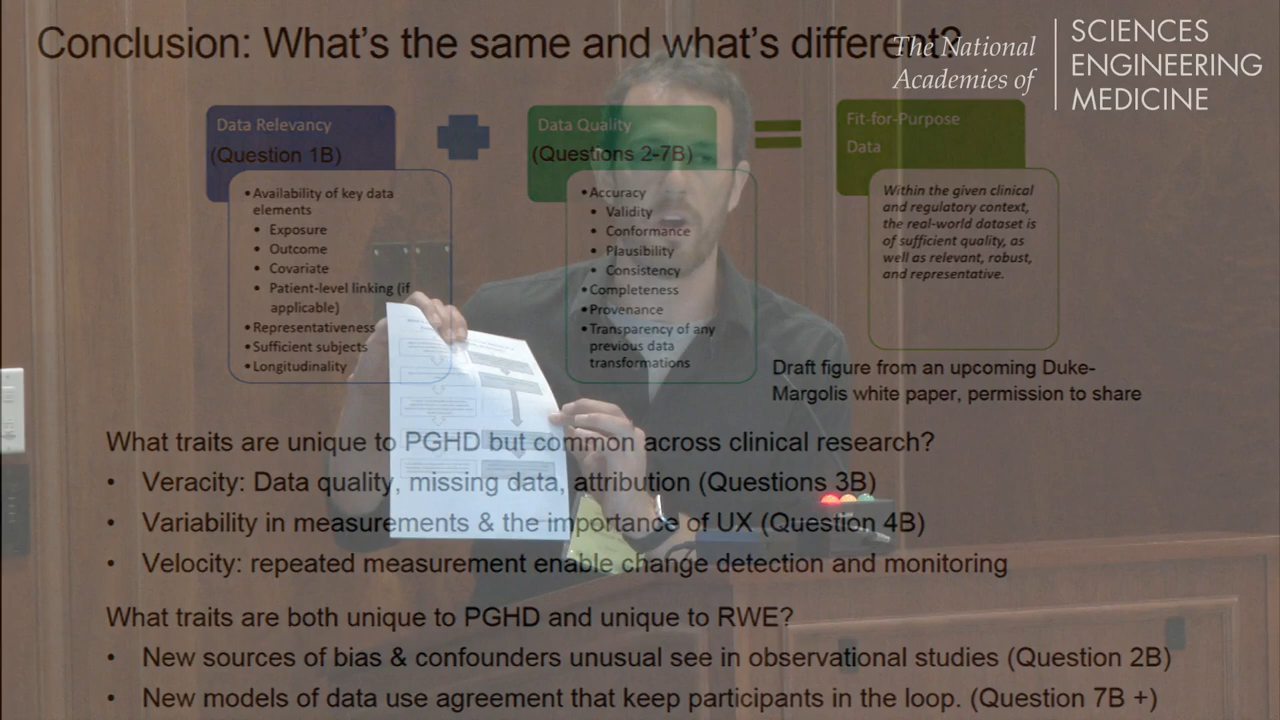 Conclusion: What's the same and what's different?
The National
Academies of
SCIENCES
ENGINEERING
MEDICINE
Data Relevancy
(Question 1B)
• Availability of key data
elements
• Exposure
• Outcome
• Covariate
• Patient-level linking (if
applicable)
• Representativeness
• Sufficient subjects
• Longitudinality
Data Quality
(Questions 2-7B)
• Accuracy
• Validity
• Conformance
• Plausibility
• Consistency
• Completeness
• Provenance
• Transparency of any
previous data
transformations
Fit-for-Purpose
Data
Within the given clinical
and regulatory context,
the real-world dataset is
of sufficient quality, as
well as relevant, robust,
and representative.
Draft figure from an upcoming Duke-
Margolis white paper, permission to share
What traits are unique to PGHD but common across clinical research?
• Veracity: Data quality, missing data, attribution (Questions 3B)
• Variability in measurements & the importance of UX (Question 4B)
• Velocity: repeated measurement enable change detection and monitoring
What traits are both unique to PGHD and unique to RWE?
• New sources of bias & confounders unusual see in observational studies (Question 2B)
• New models of data use agreement that keep participants in the loop. (Question 7B +)